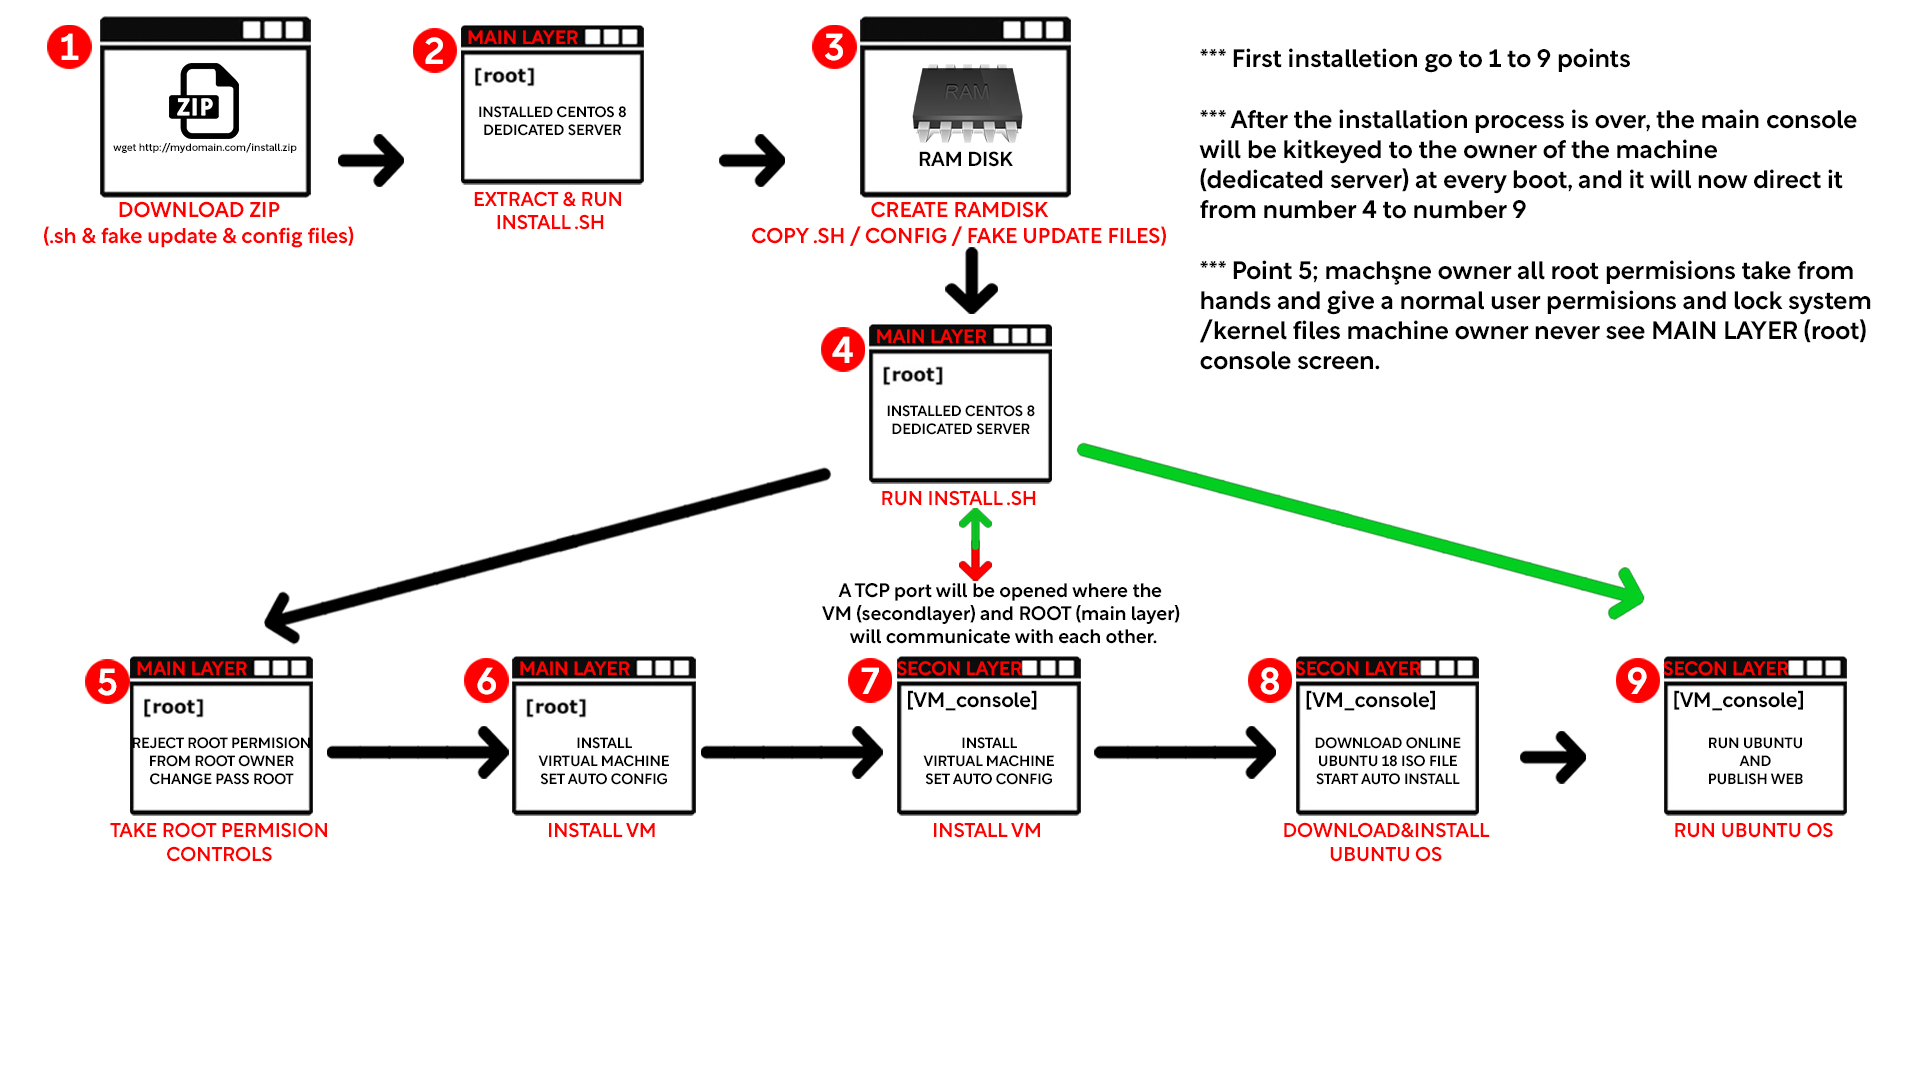 1
ZIP
wget http://mydomain.com/install.zip
DOWNLOAD ZIP
(.sh & fake update & config files)
2
MAIN LAYER
[root]
INSTALLED CENTOS 8
DEDICATED SERVER
EXTRACT & RUN
INSTALL .SH
3
RAM
RAM DISK
CREATE RAMDISK
COPY .SH / CONFIG / FAKE UPDATE FILES)
*** First installetion go to 1 to 9 points
*** After the installation process is over, the main console
will be kitkeyed to the owner of the machine
(dedicated server) at every boot, and it will now direct it
from number 4 to number 9
*** Point 5; machşne owner all root permisions take from
hands and give a normal user permisions and lock system
/kernel files machine owner never see MAIN LAYER (root)
console screen.
4
MAIN LAYER
[root]
INSTALLED CENTOS 8
DEDICATED SERVER
RUN INSTALL .SH
A TCP port will be opened where the
VM (secondlayer) and ROOT (main layer)
will communicate with each other.
5
MAIN LAYER
[root]
REJECT ROOT PERMISION
FROM ROOT OWNER
CHANGE PASS ROOT
TAKE ROOT PERMISION
CONTROLS
6
MAIN LAYER
[root]
INSTALL
VIRTUAL MACHINE
SET AUTO CONFIG
INSTALL VM
7
SECON LAYER
[VM_console]
INSTALL
VIRTUAL MACHINE
SET AUTO CONFIG
INSTALL VM
8
SECON LAYER
[VM_console]
DOWNLOAD ONLINE
UBUNTU 18 ISO FILE
START AUTO INSTALL
DOWNLOAD&INSTALL
UBUNTU OS
9
SECON LAYER
[VM_console]
RUN UBUNTU
AND
PUBLISH WEB
RUN UBUNTU OS